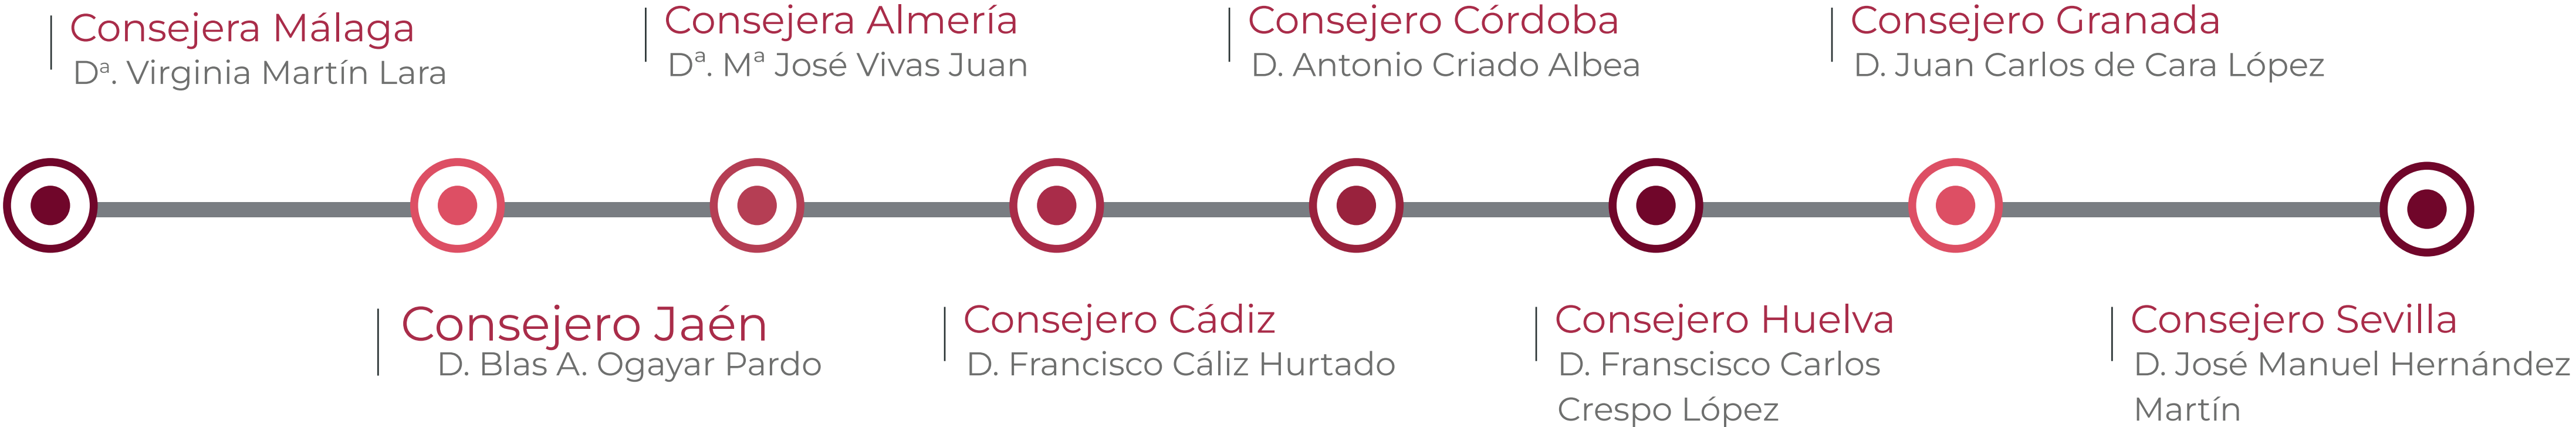 Consejera Málaga
Dª. Virginia Martín Lara
Consejera Almería
Dª. Mª José Vivas Juan
Consejero Córdoba
D. Antonio Criado Albea
Consejero Granada
D. Juan Carlos de Cara López
Consejero Jaén
D. Blas A. Ogayar Pardo
Consejero Cádiz
D. Francisco Cáliz Hurtado
Consejero Huelva
D. Franscisco Carlos
Crespo López
Consejero Sevilla
D. José Manuel Hernández
Martín